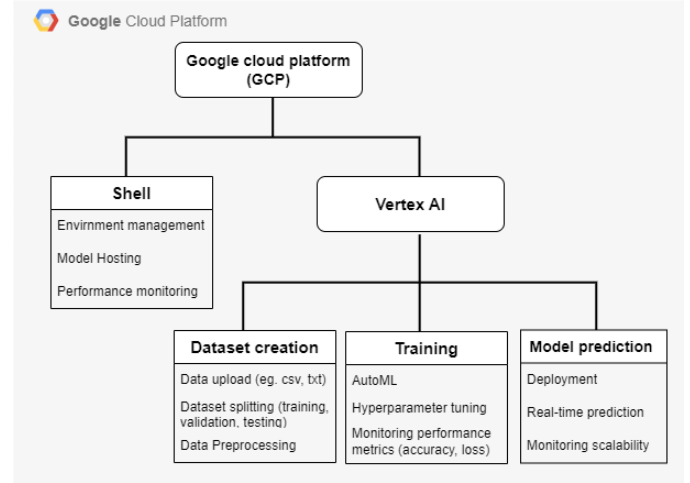 Google Cloud Platform
Google cloud platform
(GCP)
Shell
Envirnment management
Model Hosting
Performance monitoring
Vertex AI
Dataset creation
Data upload (eg. csv, txt)
Dataset splitting (training,
validation, testing)
Data Preprocessing
Training
AutoML
Hyperparameter tuning
Monitoring performance
metrics (accuracy, loss)
Model prediction
Deployment
Real-time prediction
Monitoring scalability